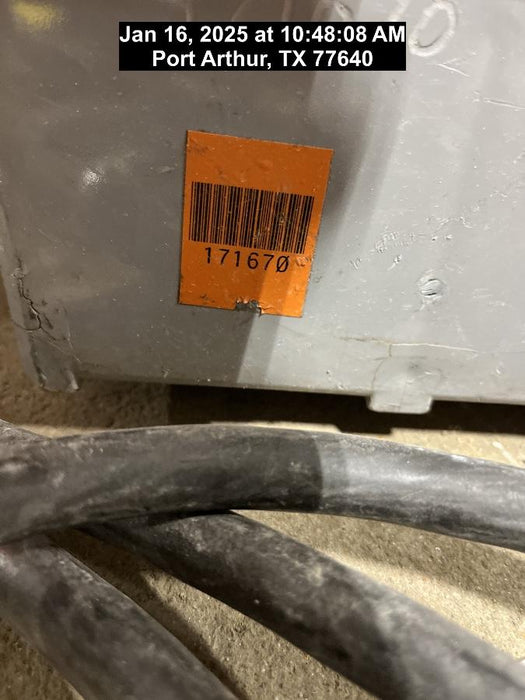 Jan 16, 2025 at 10:48:08 AM
Port Arthur, TX 77640
171670